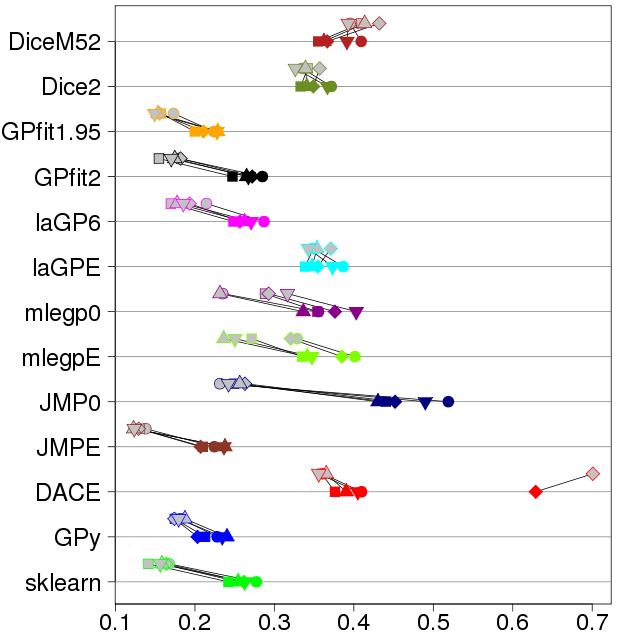 DiceM52
Dice2
GPfit1.95
GPfit2
laGP6
laGPE
mlegp0
mlegpE
JMP0
JMPE
DACE
GPy
sklearn
0.1 0.2 0.3 0.4 0.5 0.6 0.7